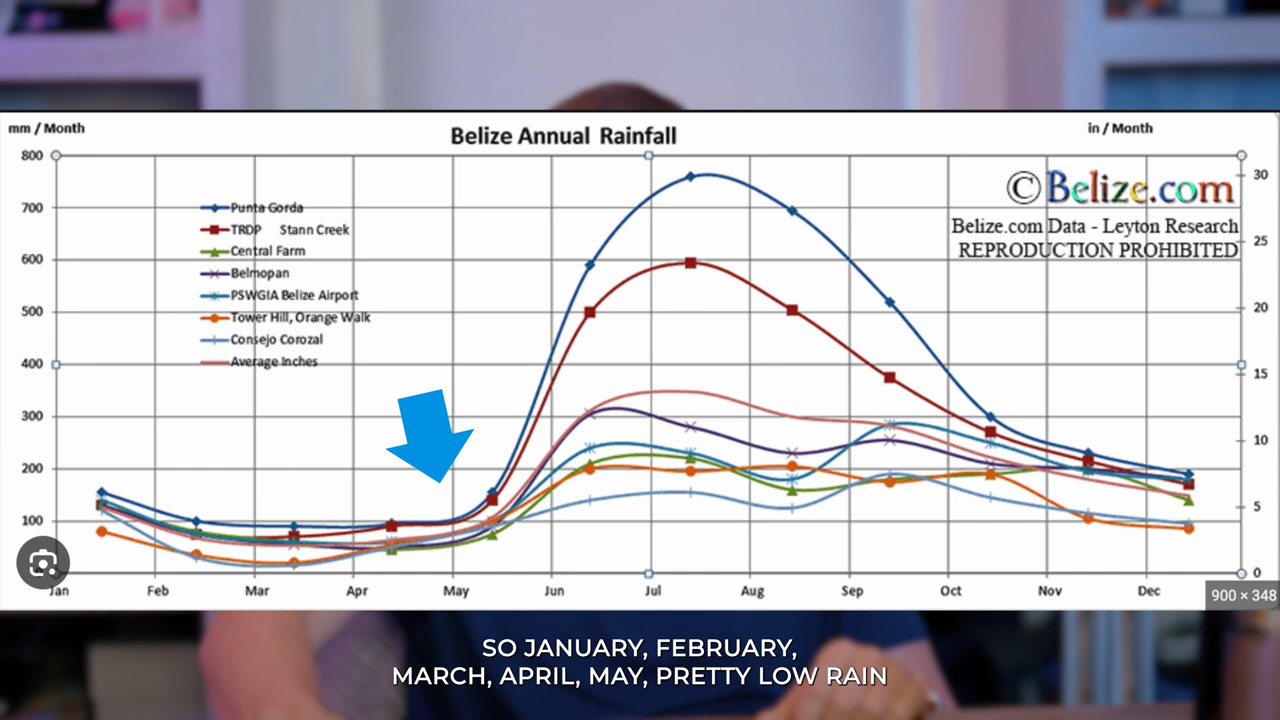 mm / Month
Belize Annual Rainfall
in / Month
800
700
600
500
400
300
200
100
30
25
20
15
10
5
0
©Belize.com
Belize.com Data - Leyton Research
REPRODUCTION PROHIBITED
Punta Gorda
TRDP Stann Creek
Central Farm
Belmopan
PSWGIA Belize Airport
Tower Hill, Orange Walk
Consejo Corozal
Average Inches
Jan Feb Mar Apr May Jun Jul Aug Sep Oct Nov Dec
900 × 348
SO JANUARY, FEBRUARY,
MARCH, APRIL, MAY, PRETTY LOW RAIN